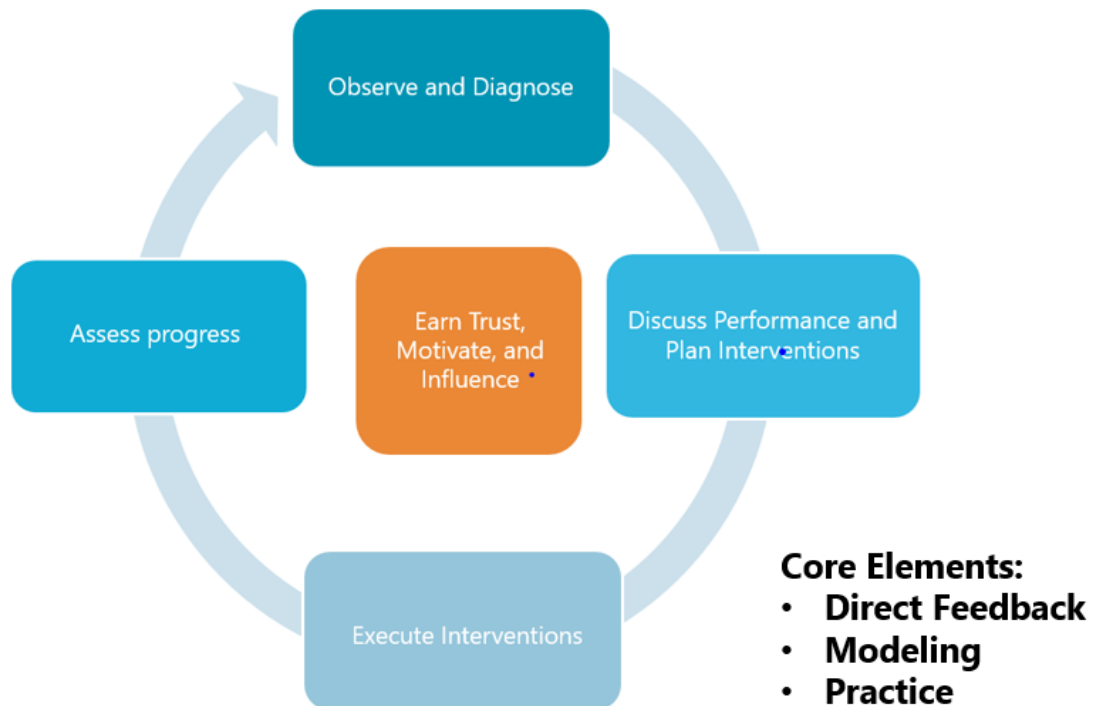 Observe and Diagnose
Discuss Performance and
Plan Interventions
Execute Interventions
Assess progress
Earn Trust,
Motivate, and
Influence
Core Elements:
• Direct Feedback
• Modeling
• Practice